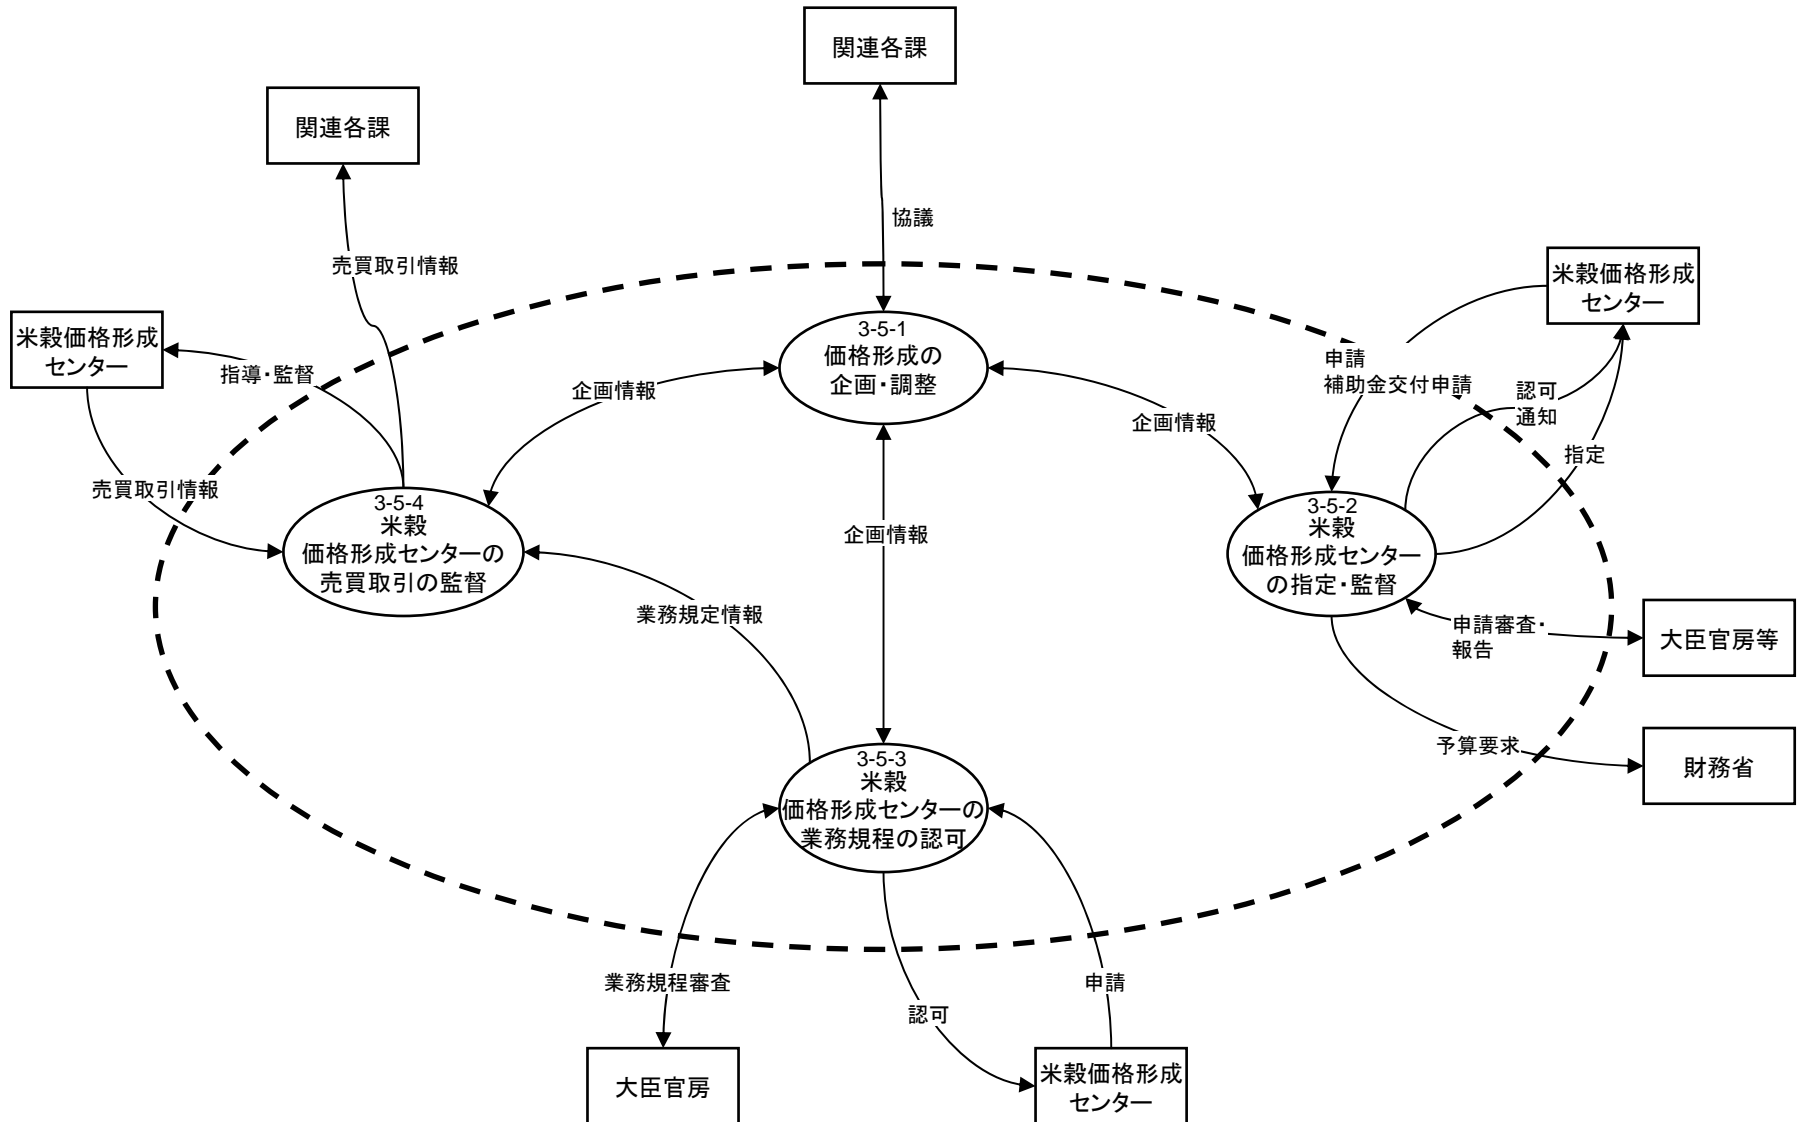 関連各課
関連各課
協議
売買取引情報
米穀価格形成
センター
米穀価格形成
センター
指導・監督
売買取引情報
3-5-1
価格形成の
企画・調整
企画情報
企画情報
申請
補助金交付申請
認可
通知
指定
3-5-4
米穀
価格形成センターの
売買取引の監督
企画情報
3-5-2
米穀
価格形成センター
の指定・監督
業務規定情報
申請審査・
報告
大臣官房等
予算要求
財務省
3-5-3
米穀
価格形成センターの
業務規程の認可
業務規程審査
認可
申請
大臣官房
米穀価格形成
センター